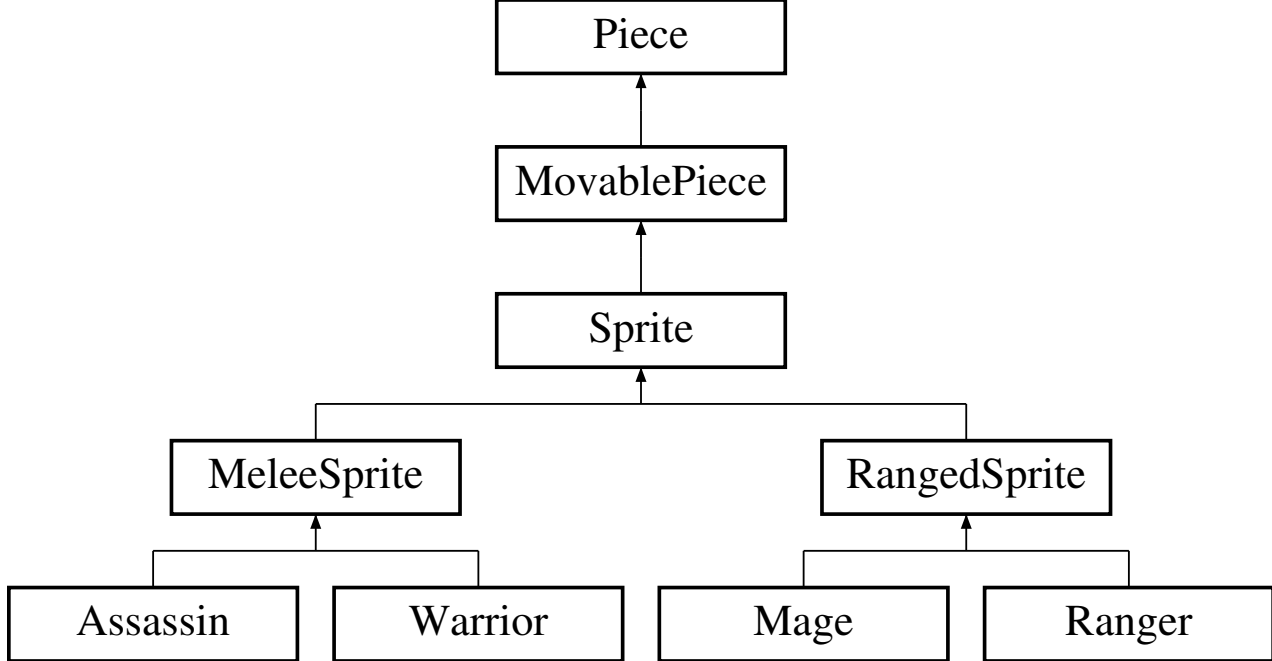 Piece
MovablePiece
Sprite
MeleeSprite
RangedSprite
Assassin
Warrior
Mage
Ranger